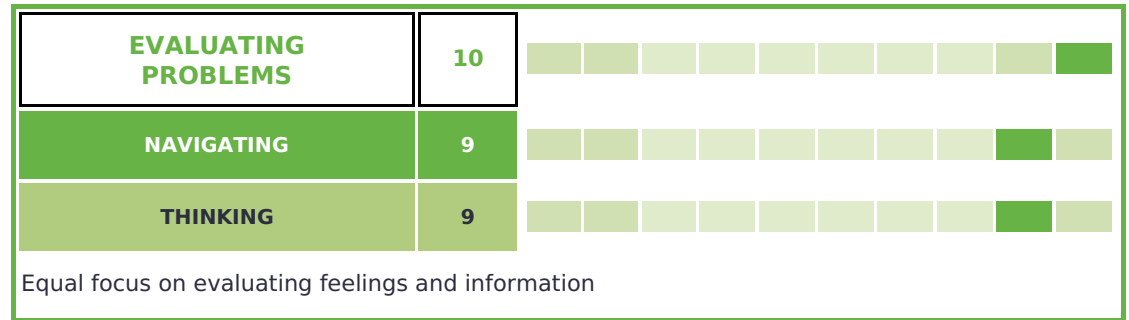 EVALUATING
PROBLEMS
10
NAVIGATING
9
THINKING
9
Equal focus on evaluating feelings and information